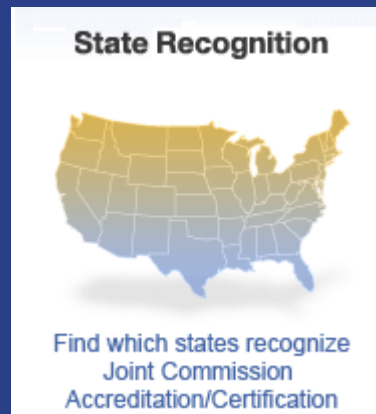 State Recognition
Find which states recognize
Joint Commission
Accreditation/Certification